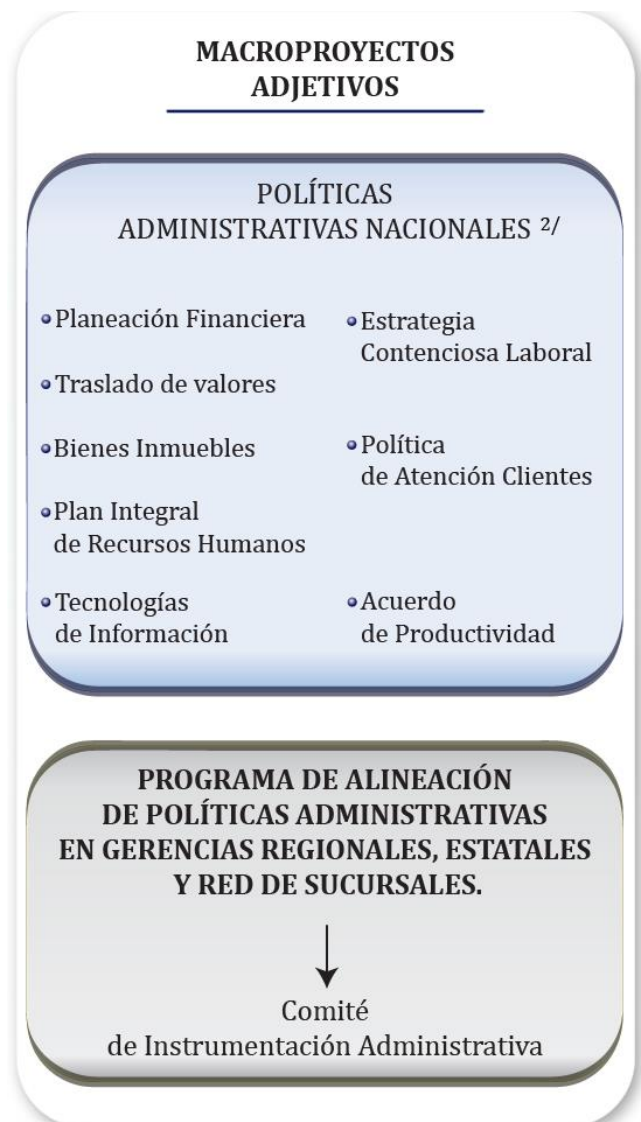 MACROPROYECTOS
ADJETIVOS
POLÍTICAS
ADMINISTRATIVAS NACIONALES 2/
Planeación Financiera
Traslado de valores
Bienes Inmuebles
Plan Integral
de Recursos Humanos
Tecnologías
de Información
Estrategia
Contenciosa Laboral
Política
de Atención Clientes
Acuerdo
de Productividad
PROGRAMA DE ALINEACIÓN
DE POLÍTICAS ADMINISTRATIVAS
EN GERENCIAS REGIONALES, ESTATALES
Y RED DE SUCURSALES.
Comité
de Instrumentación Administrativa